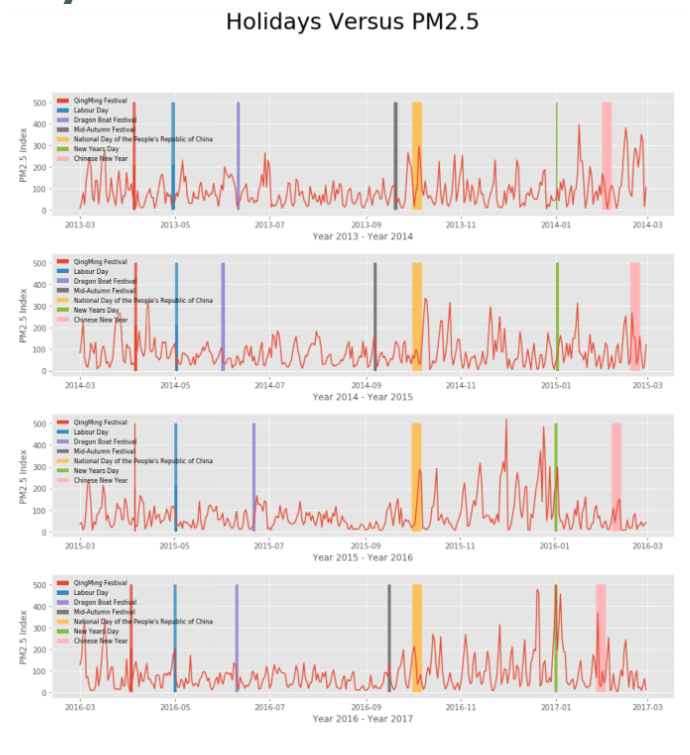 Holidays Versus PM2.5
500
400
300
200
100
0
PM2.5 Index
QingMing Festival
Labour Day
Dragon Boat Festival
Mid-Autumn Festival
National Day of the People's Republic of China
New Years Day
Chinese New Year
2013-03 2013-05 2013-07 2013-09 2013-11 2014-01 2014-03
Year 2013 - Year 2014
500
400
300
200
100
0
PM2.5 Index
QingMing Festival
Labour Day
Dragon Boat Festival
Mid-Autumn Festival
National Day of the People's Republic of China
New Years Day
Chinese New Year
2014-03 2014-05 2014-07 2014-09 2014-11 2015-01 2015-03
Year 2014 - Year 2015
500
400
300
200
100
0
PM2.5 Index
QingMing Festival
Labour Day
Dragon Boat Festival
Mid-Autumn Festival
National Day of the People's Republic of China
New Years Day
Chinese New Year
2015-03 2015-05 2015-07 2015-09 2015-11 2016-01 2016-03
Year 2015 - Year 2016
500
400
300
200
100
0
PM2.5 Index
QingMing Festival
Labour Day
Dragon Boat Festival
Mid-Autumn Festival
National Day of the People's Republic of China
New Years Day
Chinese New Year
2016-03 2016-05 2016-07 2016-09 2016-11 2017-01 2017-03
Year 2016 - Year 2017